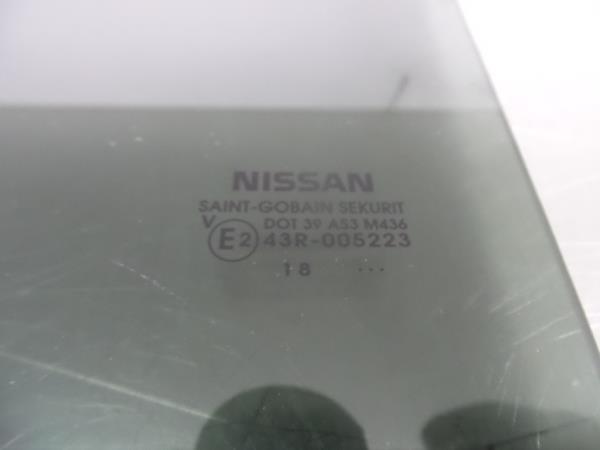 NISSAN
SAINT-GOBAIN SEKURIT
V DOT 39 AS3 M436
E2 43R-005223
18 ...